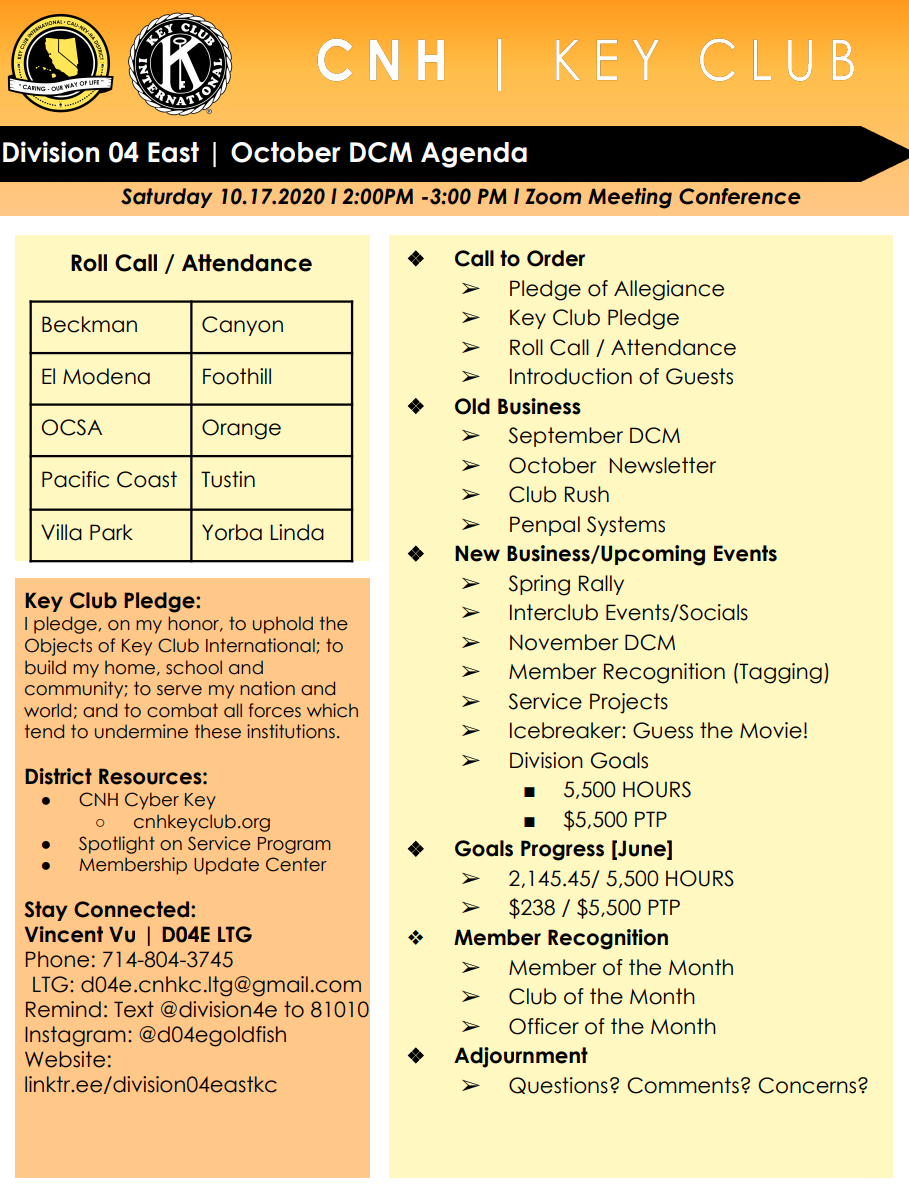 KEY CLUB INTERNATIONAL • CALI-NEV-HA DISTRICT
" CARING - OUR WAY OF LIFE "
KEY CLUB
K
INTERNATIONAL
®
CNH | KEY CLUB
Division 04 East | October DCM Agenda
Saturday 10.17.2020 l 2:00PM -3:00 PM l Zoom Meeting Conference
Roll Call / Attendance
Beckman Canyon
El Modena Foothill
OCSA Orange
Pacific Coast Tustin
Villa Park Yorba Linda
Key Club Pledge:
I pledge, on my honor, to uphold the
Objects of Key Club International; to
build my home, school and
community; to serve my nation and
world; and to combat all forces which
tend to undermine these institutions.
District Resources:
● CNH Cyber Key
○ cnhkeyclub.org
● Spotlight on Service Program
● Membership Update Center
Stay Connected:
Vincent Vu | D04E LTG
Phone: 714-804-3745
LTG: d04e.cnhkc.ltg@gmail.com
Remind: Text @division4e to 81010
Instagram: @d04egoldfish
Website:
linktr.ee/division04eastkc
❖ Call to Order
➢ Pledge of Allegiance
➢ Key Club Pledge
➢ Roll Call / Attendance
➢ Introduction of Guests
❖ Old Business
➢ September DCM
➢ October Newsletter
➢ Club Rush
➢ Penpal Systems
❖ New Business/Upcoming Events
➢ Spring Rally
➢ Interclub Events/Socials
➢ November DCM
➢ Member Recognition (Tagging)
➢ Service Projects
➢ Icebreaker: Guess the Movie!
➢ Division Goals
■ 5,500 HOURS
■ $5,500 PTP
❖ Goals Progress [June]
➢ 2,145.45/ 5,500 HOURS
➢ $238 / $5,500 PTP
❖ Member Recognition
➢ Member of the Month
➢ Club of the Month
➢ Officer of the Month
❖ Adjournment
➢ Questions? Comments? Concerns?